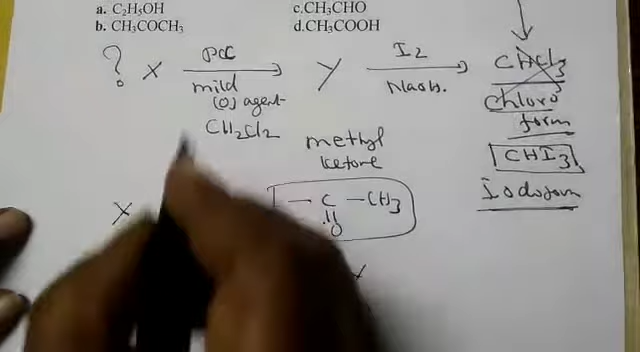 a. C₂H₅OH c.CH₃CHO
b. CH₃COCH₃ d.CH₃COOH
? X PCC Y I₂ CHCl₃
mild NaOH.
(O) agent Chloro
CH₂Cl₂ form
methyl
ketone CHI₃
— C — CH₃ Iodoform
X O